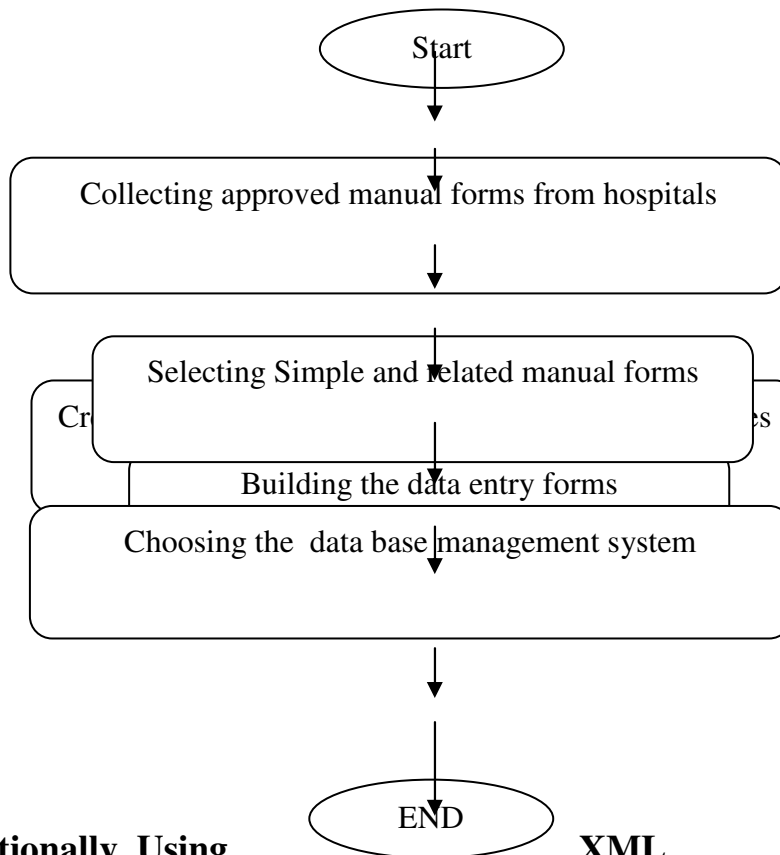 Start
Collecting approved manual forms from hospitals
Selecting Simple and related manual forms
Building the data entry forms
Choosing the data base management system
END
Using XML